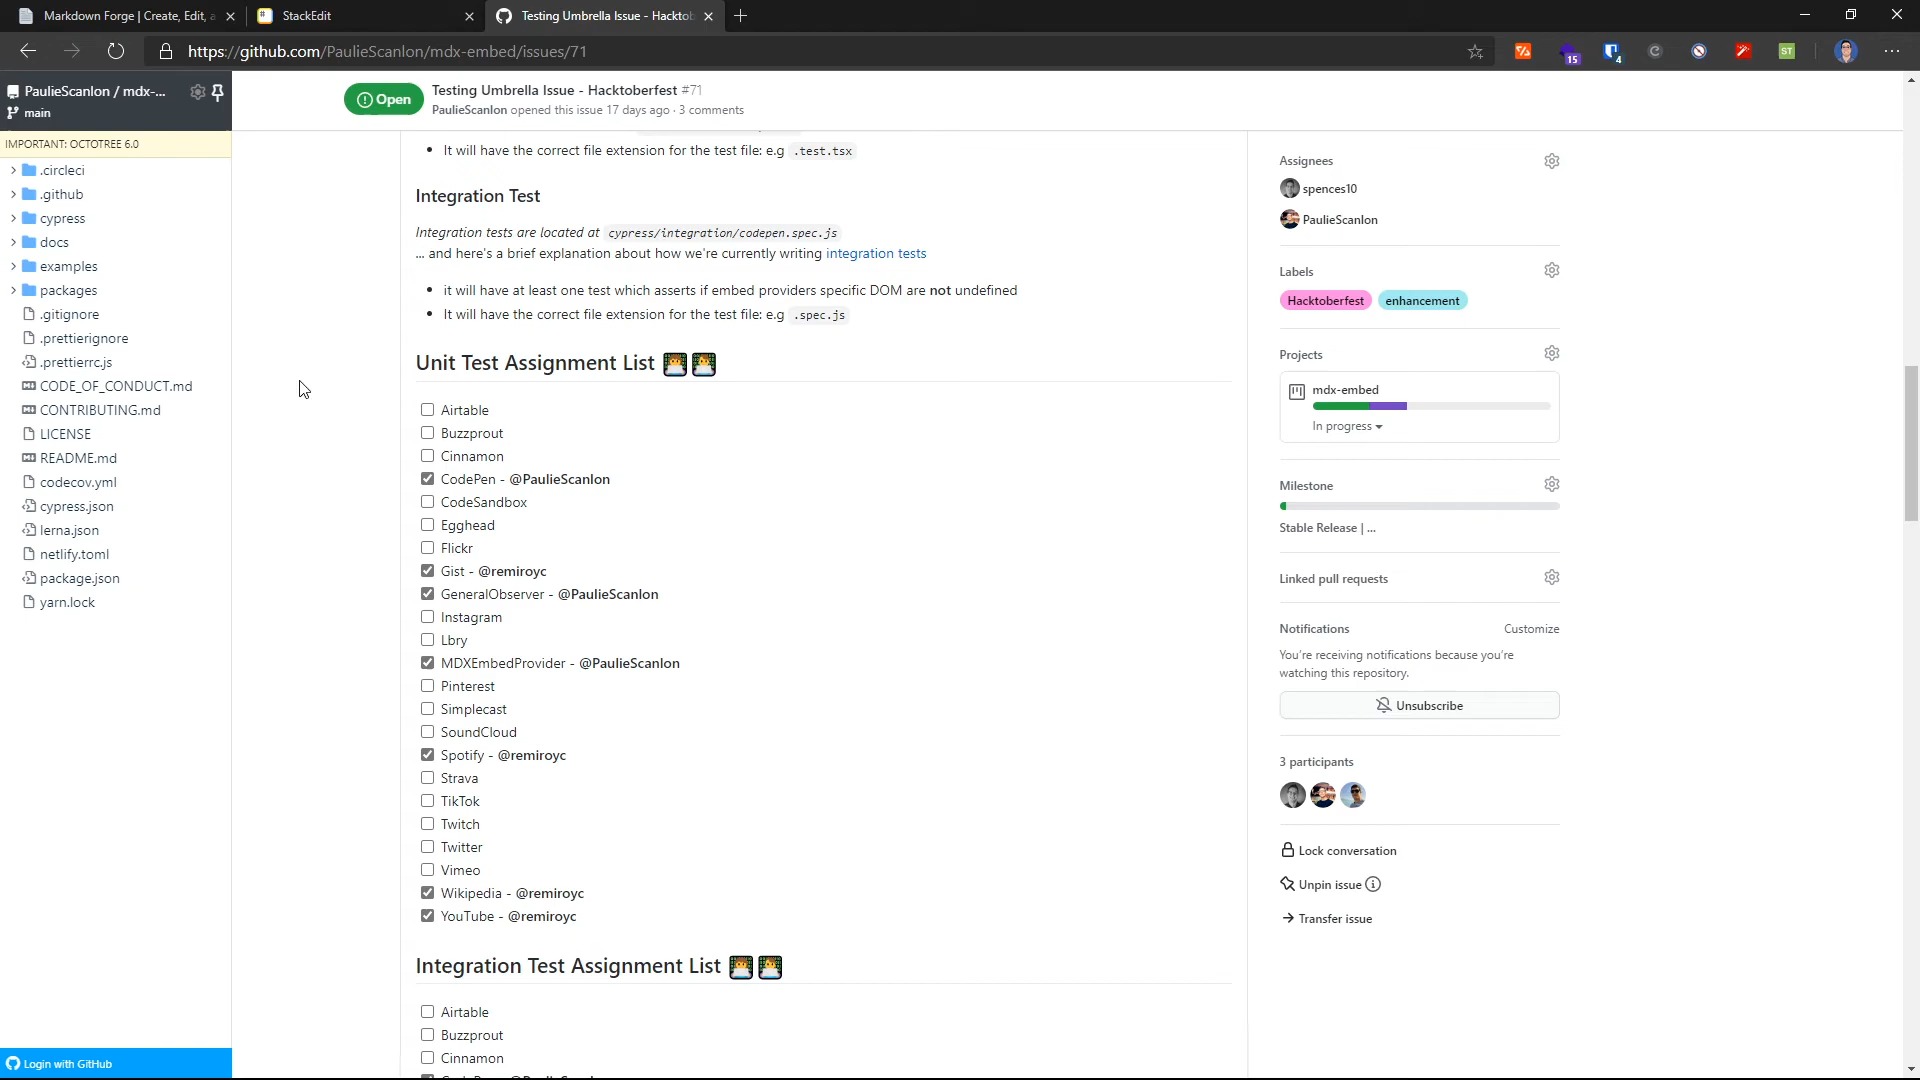 Markdown Forge | Create, Edit, a
StackEdit
Testing Umbrella Issue - Hacktob
https://github.com/PaulieScanlon/mdx-embed/issues/71
15
4
ST
PaulieScanlon / mdx-...
main
IMPORTANT: OCTOTREE 6.0
.circleci
.github
cypress
docs
examples
packages
.gitignore
.prettierignore
.prettierrc.js
CODE_OF_CONDUCT.md
CONTRIBUTING.md
LICENSE
README.md
codecov.yml
cypress.json
lerna.json
netlify.toml
package.json
yarn.lock
Login with GitHub
Open
Testing Umbrella Issue - Hacktoberfest #71
PaulieScanlon opened this issue 17 days ago · 3 comments
It will have the correct file extension for the test file: e.g .test.tsx
Integration Test
Integration tests are located at cypress/integration/codepen.spec.js
... and here's a brief explanation about how we're currently writing integration tests
it will have at least one test which asserts if embed providers specific DOM are not undefined
It will have the correct file extension for the test file: e.g .spec.js
Unit Test Assignment List
Airtable
Buzzprout
Cinnamon
CodePen - @PaulieScanlon
CodeSandbox
Egghead
Flickr
Gist - @remiroyc
GeneralObserver - @PaulieScanlon
Instagram
Lbry
MDXEmbedProvider - @PaulieScanlon
Pinterest
Simplecast
SoundCloud
Spotify - @remiroyc
Strava
TikTok
Twitch
Twitter
Vimeo
Wikipedia - @remiroyc
YouTube - @remiroyc
Integration Test Assignment List
Airtable
Buzzprout
Cinnamon
Assignees
spences10
PaulieScanlon
Labels
Hacktoberfest enhancement
Projects
mdx-embed
In progress
Milestone
Stable Release | ...
Linked pull requests
Notifications Customize
You're receiving notifications because you're
watching this repository.
Unsubscribe
3 participants
Lock conversation
Unpin issue
Transfer issue